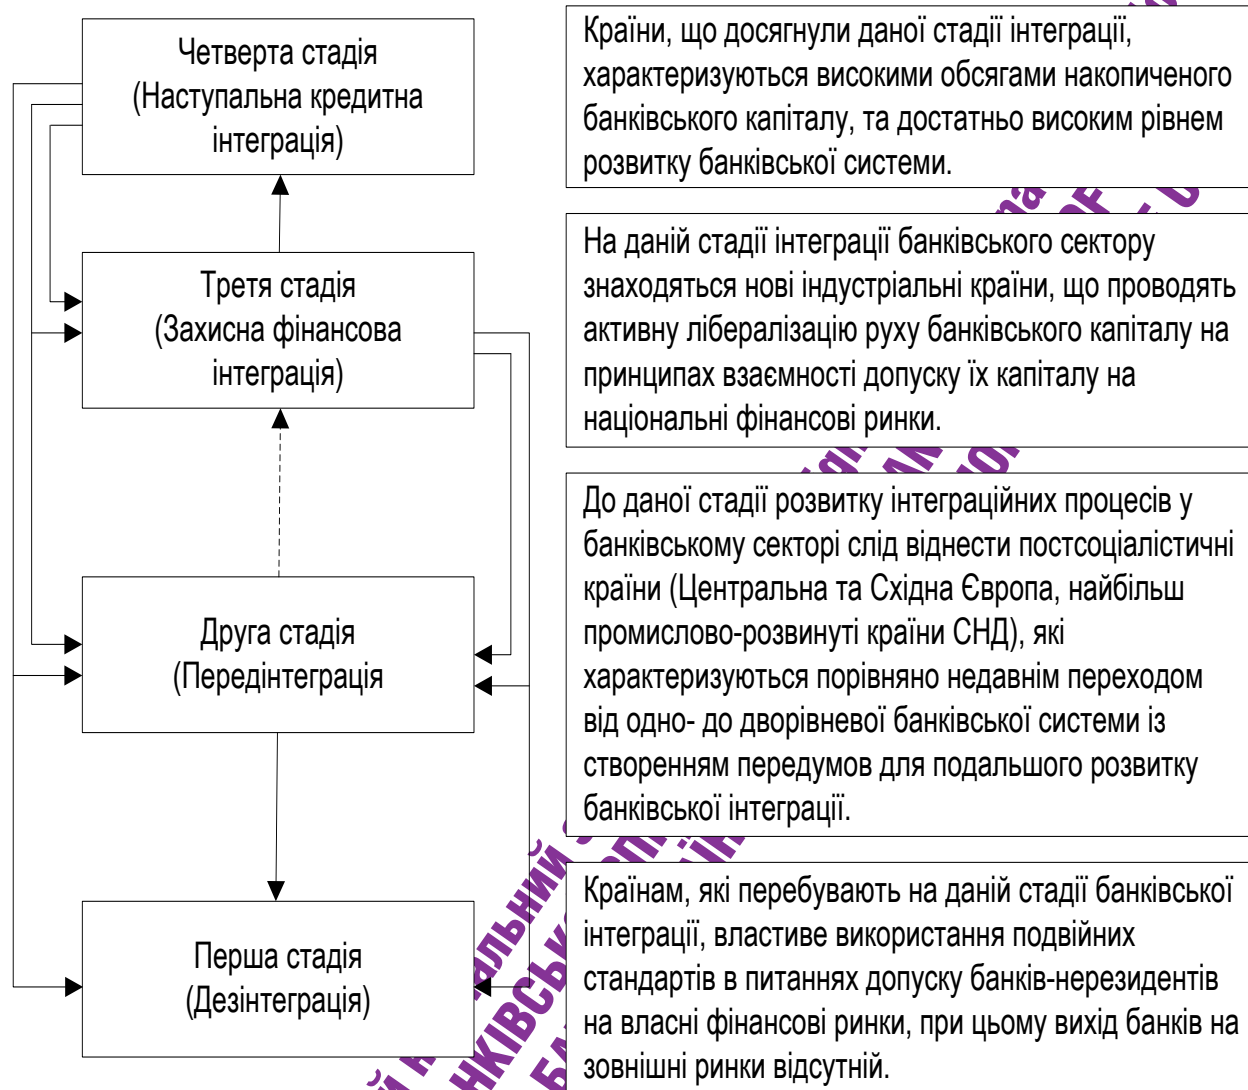 Четверта стадія
(Наступальна кредитна
інтеграція)
Країни, що досягнули даної стадії інтеграції,
характеризуються високими обсягами накопиченого
банківського капіталу, та достатньо високим рівнем
розвитку банківської системи.
Третя стадія
(Захисна фінансова
інтеграція)
На даній стадії інтеграції банківського сектору
знаходяться нові індустріальні країни, що проводять
активну лібералізацію руху банківського капіталу на
принципах взаємності допуску їх капіталу на
національні фінансові ринки.
Друга стадія
(Передінтеграція
До даної стадії розвитку інтеграційних процесів у
банківському секторі слід віднести постсоціалістичні
країни (Центральна та Східна Європа, найбільш
промислово-розвинуті країни СНД), які
характеризуються порівняно недавнім переходом
від одно- до дворівневої банківської системи із
створенням передумов для подальшого розвитку
банківської інтеграції.
Перша стадія
(Дезінтеграція)
Країнам, які перебувають на даній стадії банківської
інтеграції, властиве використання подвійних
стандартів в питаннях допуску банків-нерезидентів
на власні фінансові ринки, при цьому вихід банків на
зовнішні ринки відсутній.